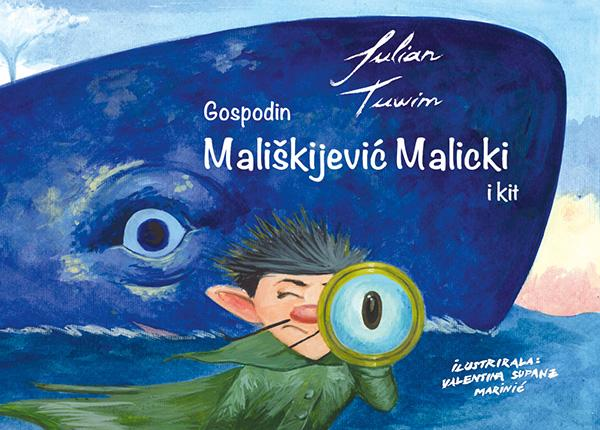 Julian
Tuwim
Gospodin
Mališkijević Malicki
i kit
ILUSTRIRALA:
VALENTINA SUPANZ
MARINIĆ